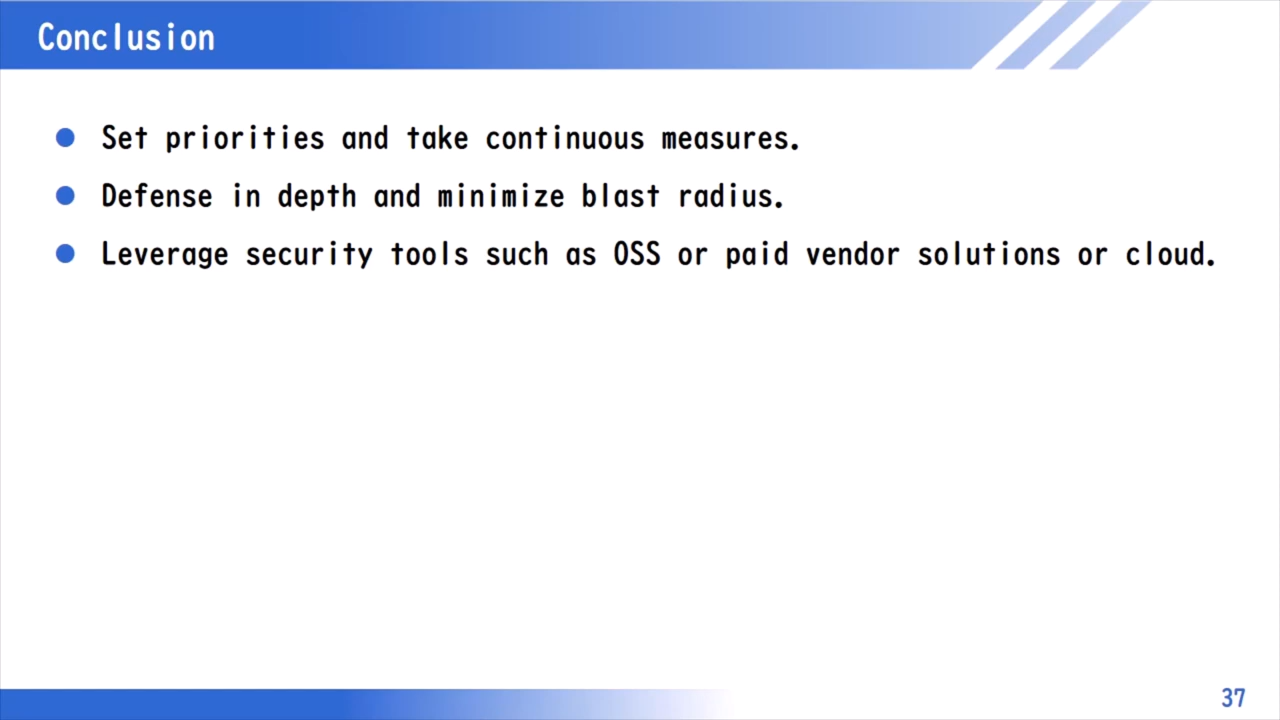 Conclusion
● Set priorities and take continuous measures.
● Defense in depth and minimize blast radius.
● Leverage security tools such as OSS or paid vendor solutions or cloud.
37